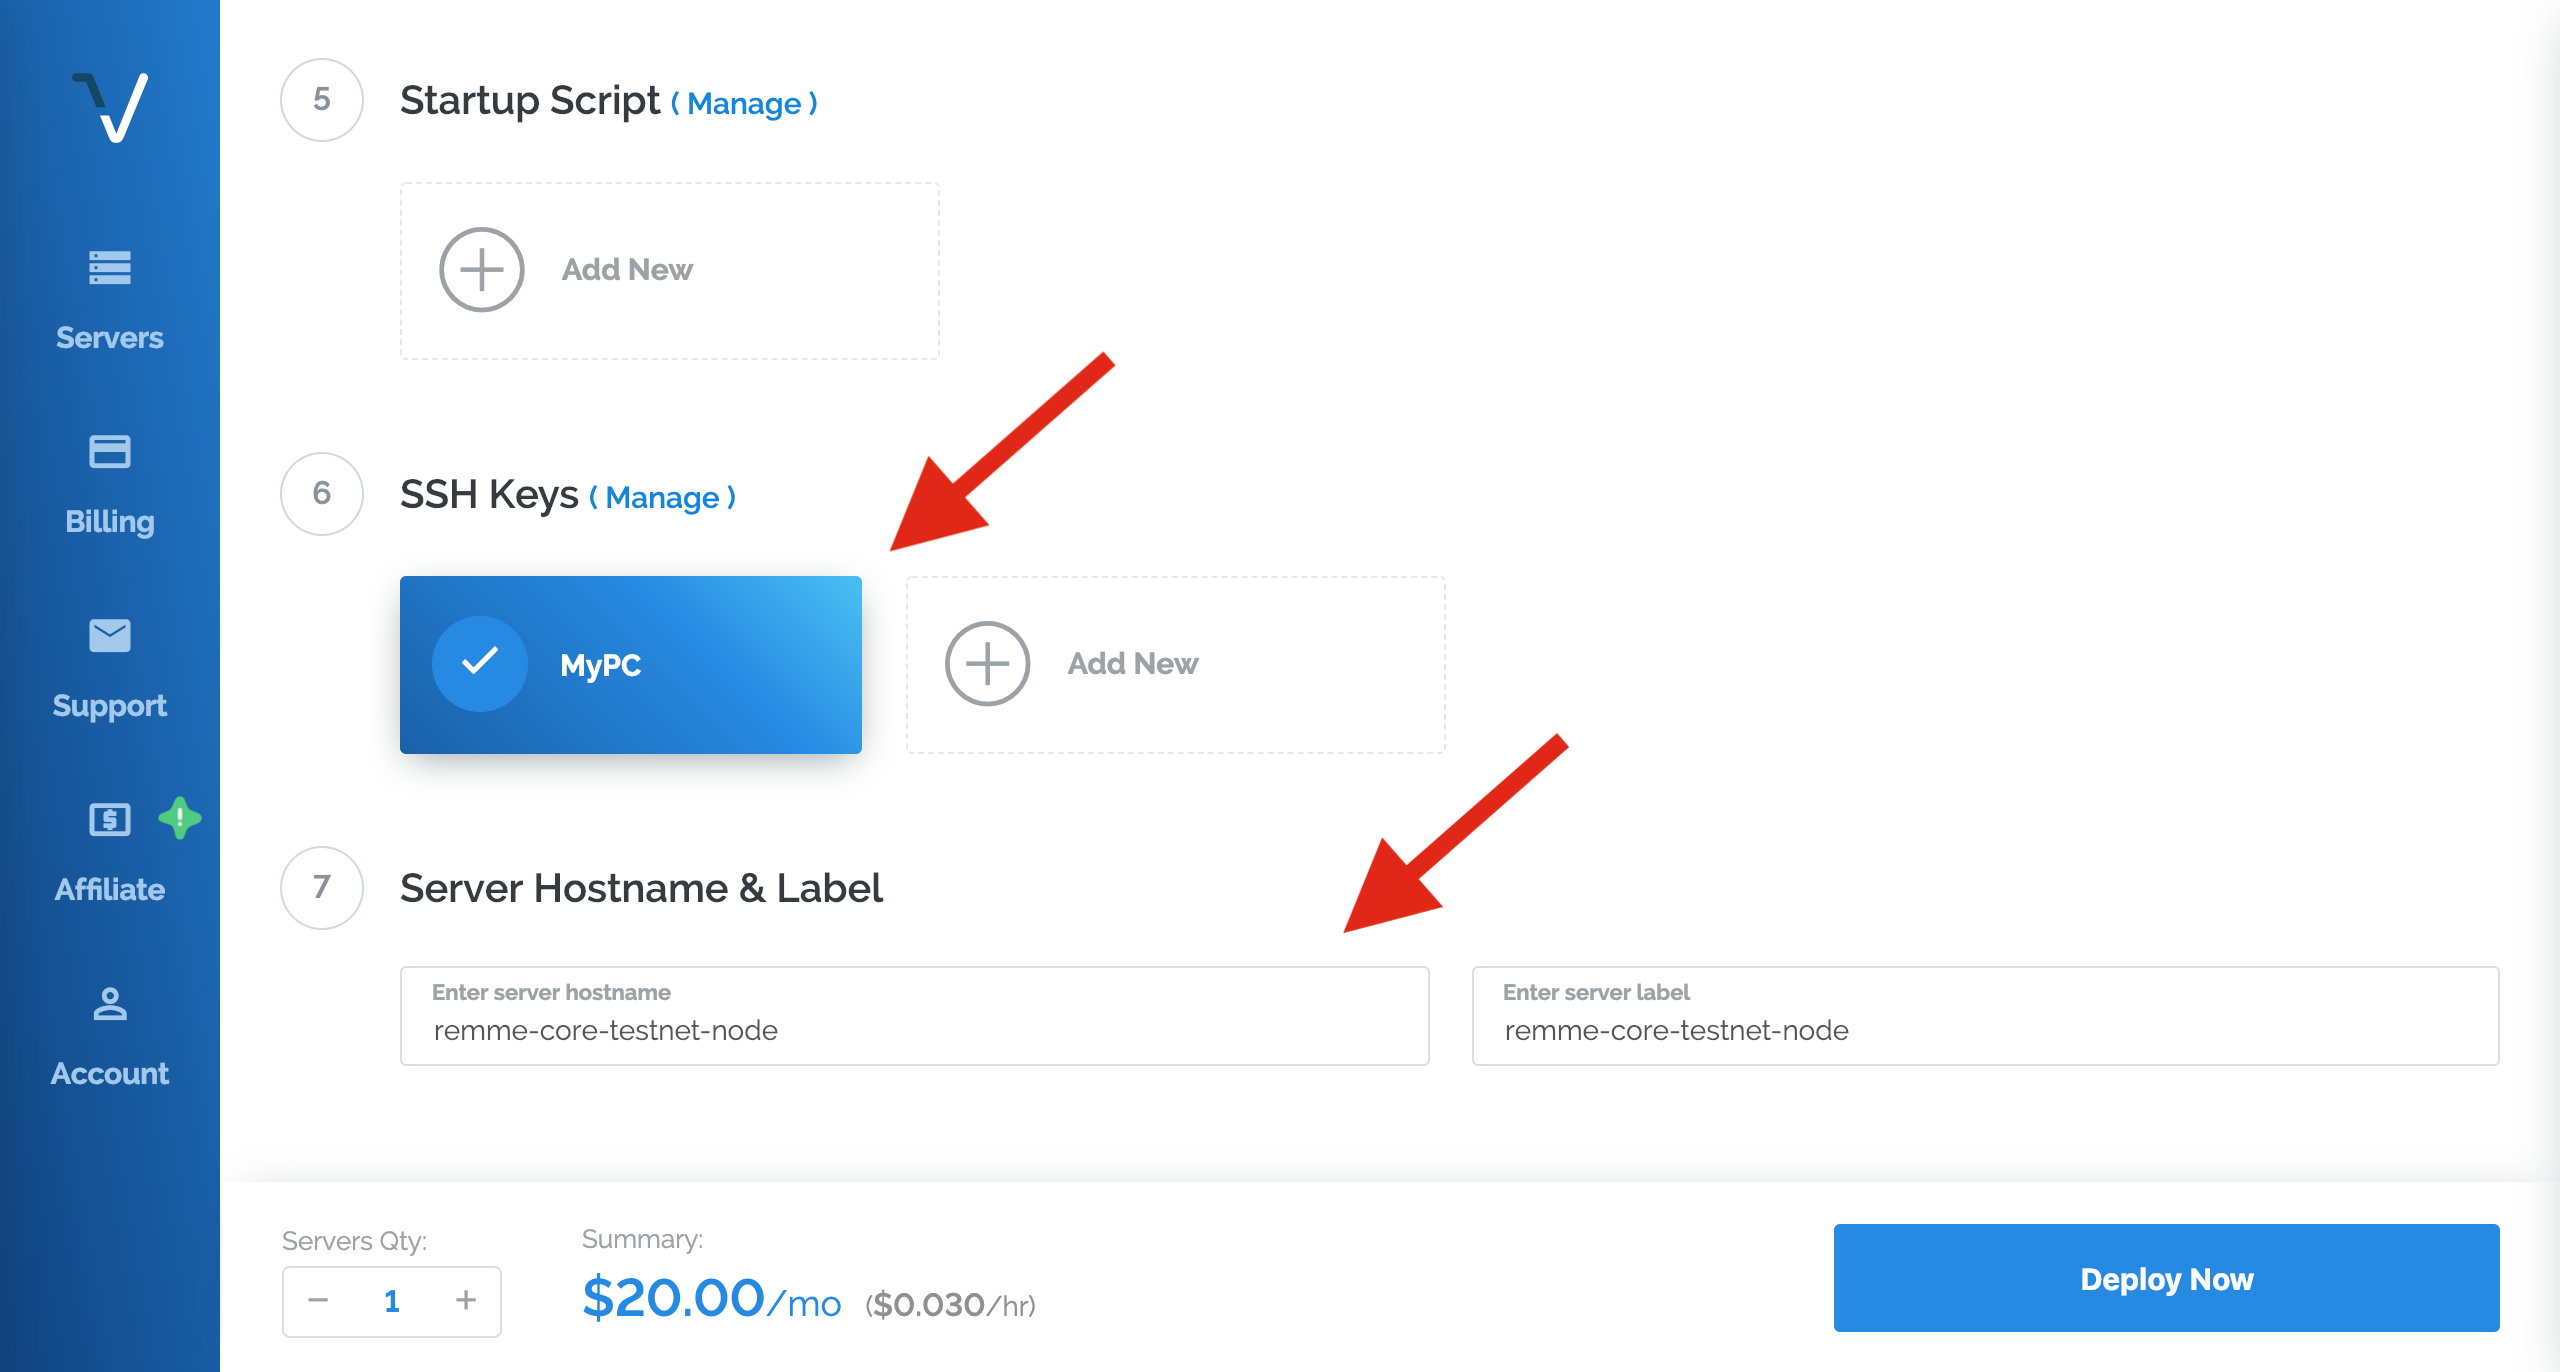 Servers
Billing
Support
Affiliate
Account
5
Startup Script ( Manage )
Add New
6
SSH Keys ( Manage )
MyPC
Add New
7
Server Hostname & Label
Enter server hostname
remme-core-testnet-node
Enter server label
remme-core-testnet-node
Servers Qty:
− 1 +
Summary:
$20.00/mo ($0.030/hr)
Deploy Now